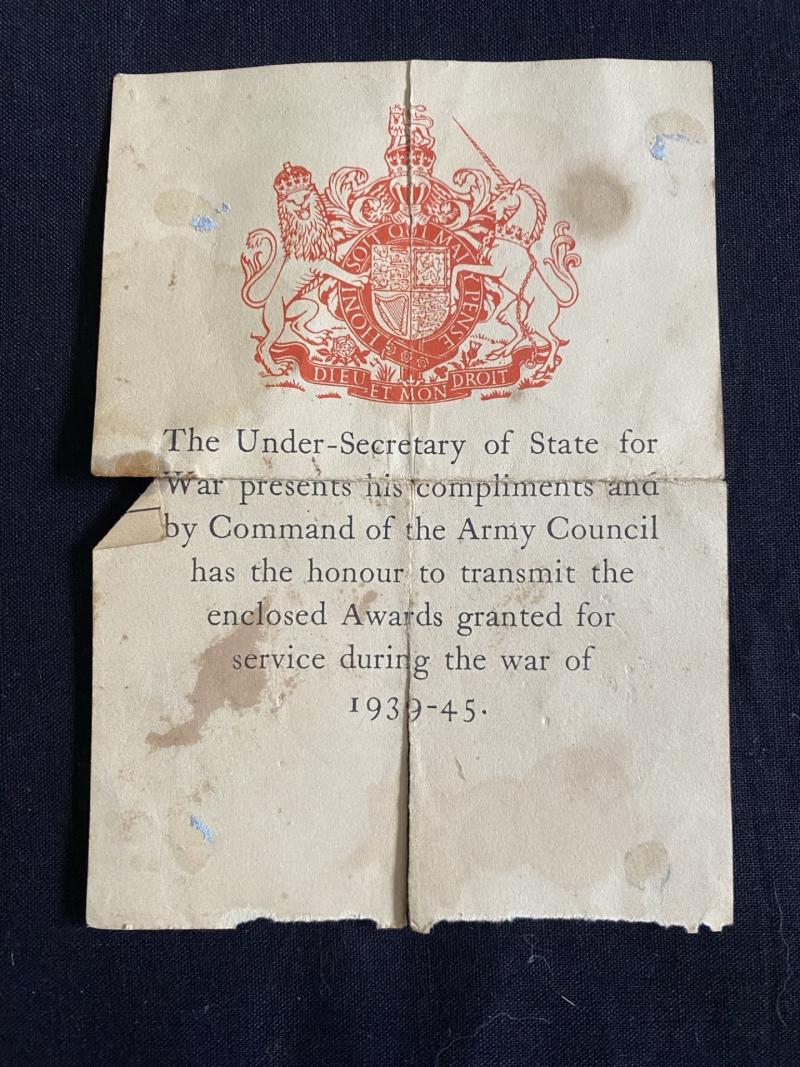 HONI SOIT QUI MAL Y PENSE
DIEU ET MON DROIT
The Under-Secretary of State for
War presents his compliments and
by Command of the Army Council
has the honour to transmit the
enclosed Awards granted for
service during the war of
1939-45.